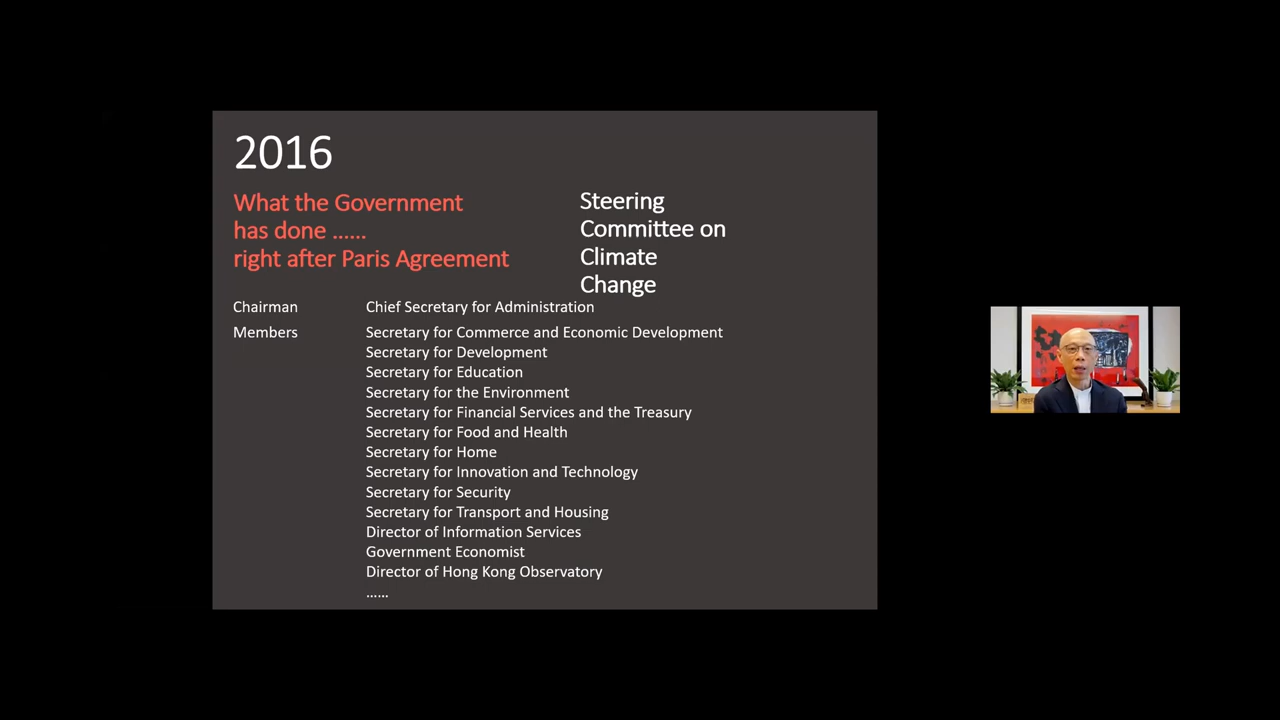 2016
What the Government
has done ......
right after Paris Agreement
Steering
Committee on
Climate
Change
Chairman Chief Secretary for Administration
Members Secretary for Commerce and Economic Development
Secretary for Development
Secretary for Education
Secretary for the Environment
Secretary for Financial Services and the Treasury
Secretary for Food and Health
Secretary for Home
Secretary for Innovation and Technology
Secretary for Security
Secretary for Transport and Housing
Director of Information Services
Government Economist
Director of Hong Kong Observatory
......